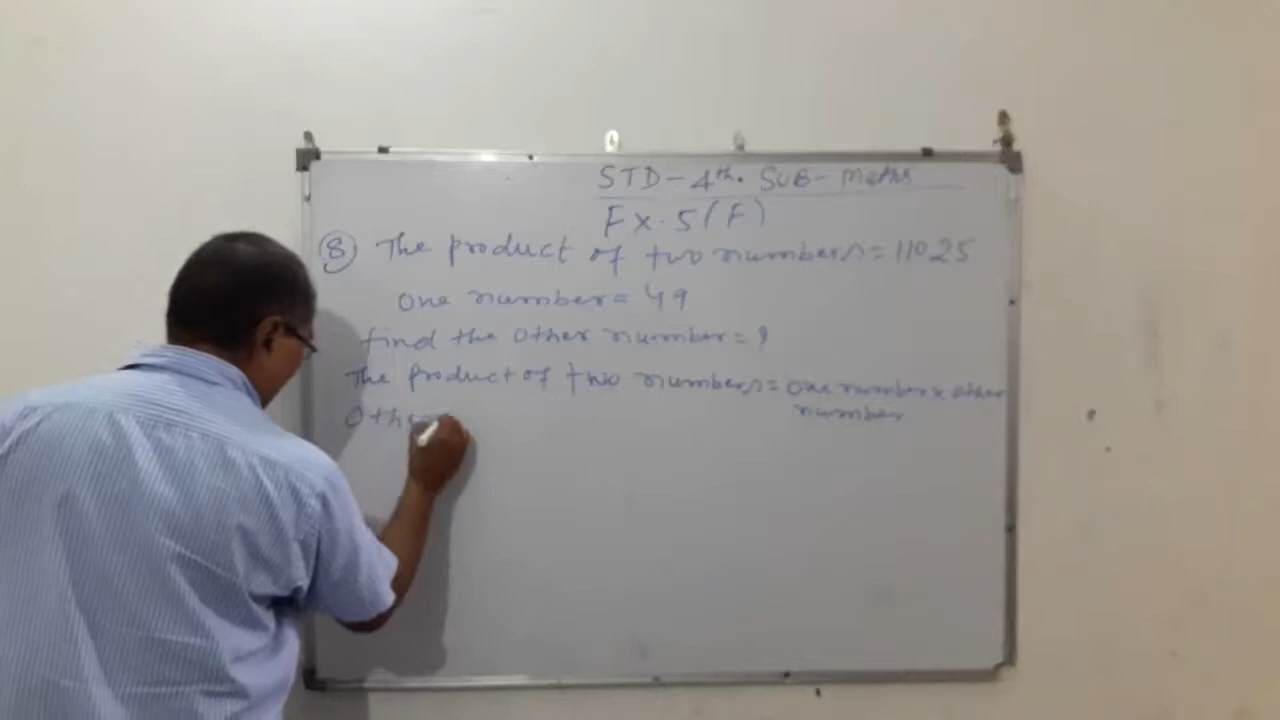 STD-4th. SUB-Maths
Ex. 5(F)
(8) The product of two numbers = 11025
one number = 49
find the other number = ?
The product of two numbers = one number x other
number
Other